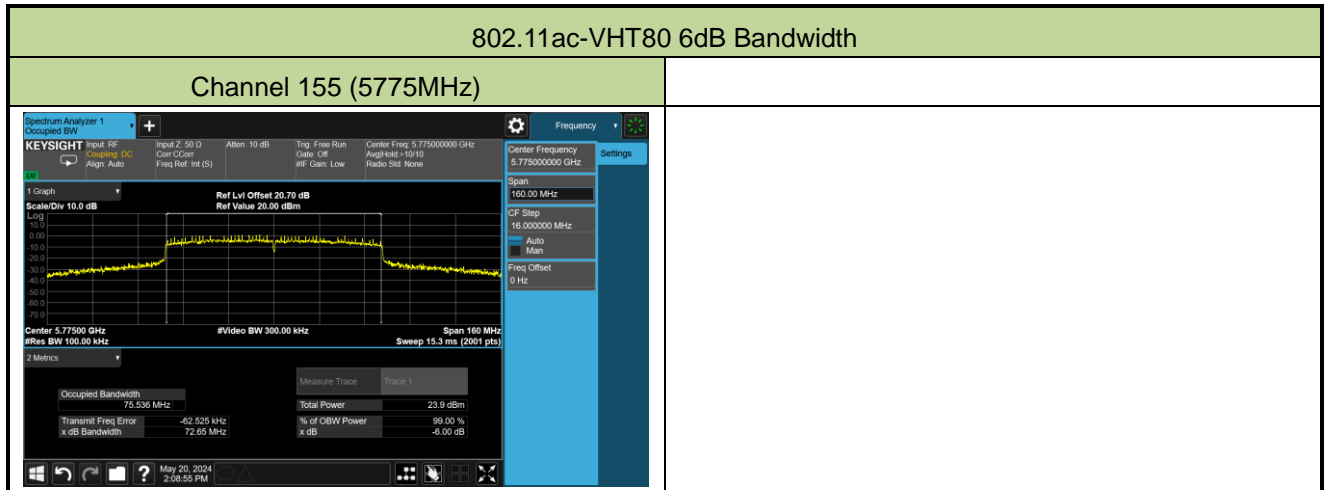 802.11ac-VHT80 6dB Bandwidth
Channel 155 (5775MHz)
Spectrum Analyzer 1
Occupied BW
+
Frequency
KEYSIGHT
Input: RF
Coupling: DC
Align: Auto
Input Z: 50 Ω
Corr CCorr
Freq Ref: Int (S)
Atten: 10 dB
Trig: Free Run
Gate: Off
#IF Gain: Low
Center Freq: 5.775000000 GHz
Avg|Hold:>10/10
Radio Std: None
Center Frequency
5.775000000 GHz
Settings
Span
160.00 MHz
CF Step
16.000000 MHz
Auto
Man
Freq Offset
0 Hz
1 Graph
Scale/Div 10.0 dB
Ref Lvl Offset 20.70 dB
Ref Value 20.00 dBm
Log
10.0
0.00
-10.0
-20.0
-30.0
-40.0
-50.0
-60.0
-70.0
Center 5.77500 GHz
#Res BW 100.00 kHz
#Video BW 300.00 kHz
Span 160 MHz
Sweep 15.3 ms (2001 pts)
2 Metrics
Measure Trace
Trace 1
Occupied Bandwidth
75.536 MHz
Total Power 23.9 dBm
Transmit Freq Error -62.525 kHz
% of OBW Power 99.00 %
x dB Bandwidth 72.65 MHz
x dB -6.00 dB
?
May 20, 2024
2:08:55 PM